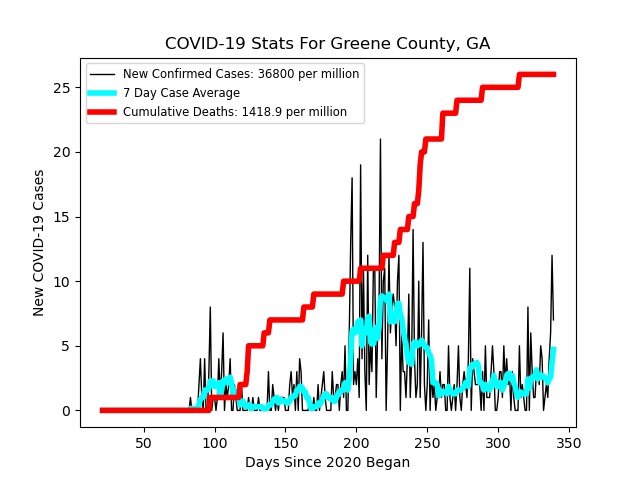 COVID-19 Stats For Greene County, GA
New Confirmed Cases: 36800 per million
7 Day Case Average
Cumulative Deaths: 1418.9 per million
New COVID-19 Cases
25
20
15
10
5
0
50
100
150
200
250
300
350
Days Since 2020 Began